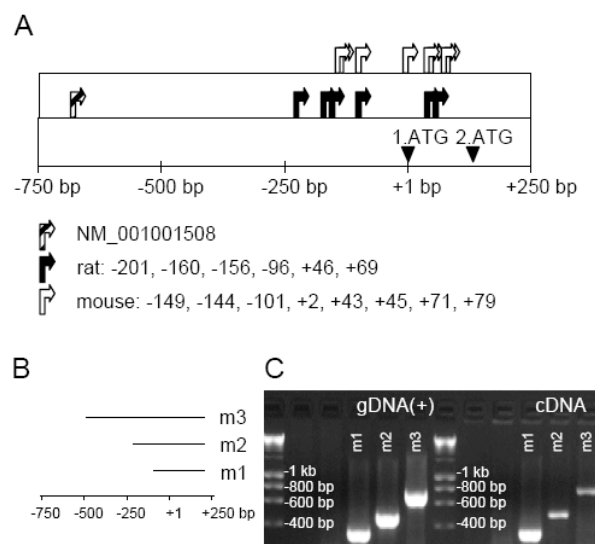 A
1.ATG 2.ATG
-750 bp -500 bp -250 bp +1 bp +250 bp
NM_001001508
rat: -201, -160, -156, -96, +46, +69
mouse: -149, -144, -101, +2, +43, +45, +71, +79
B
m3
m2
m1
-750 -500 -250 +1 +250 bp
C
gDNA(+) cDNA
m1 m2 m3 m1 m2 m3
-1 kb -1 kb
-800 bp -800 bp
-600 bp -600 bp
-400 bp -400 bp